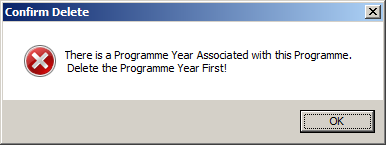 Confirm Delete
There is a Programme Year Associated with this Programme.
Delete the Programme Year First!
OK